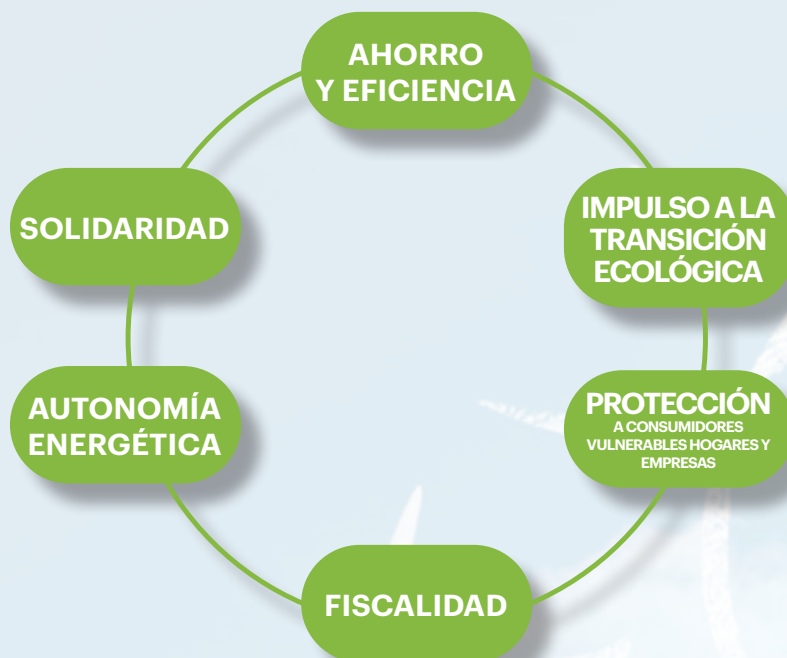 AHORRO
Y EFICIENCIA
IMPULSO A LA
TRANSICIÓN
ECOLÓGICA
PROTECCIÓN
A CONSUMIDORES
VULNERABLES HOGARES Y
EMPRESAS
FISCALIDAD
AUTONOMÍA
ENERGÉTICA
SOLIDARIDAD